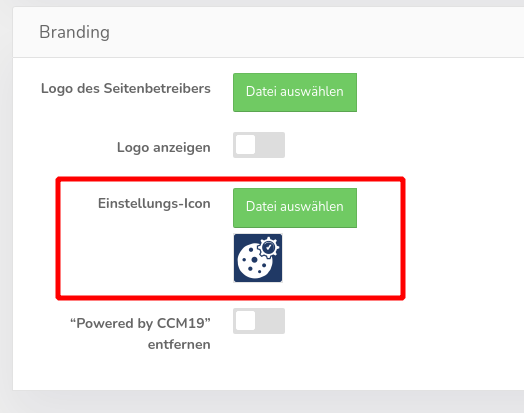 Branding
Logo des Seitenbetreibers
Datei auswählen
Logo anzeigen
Einstellungs-Icon
Datei auswählen
“Powered by CCM19”
entfernen